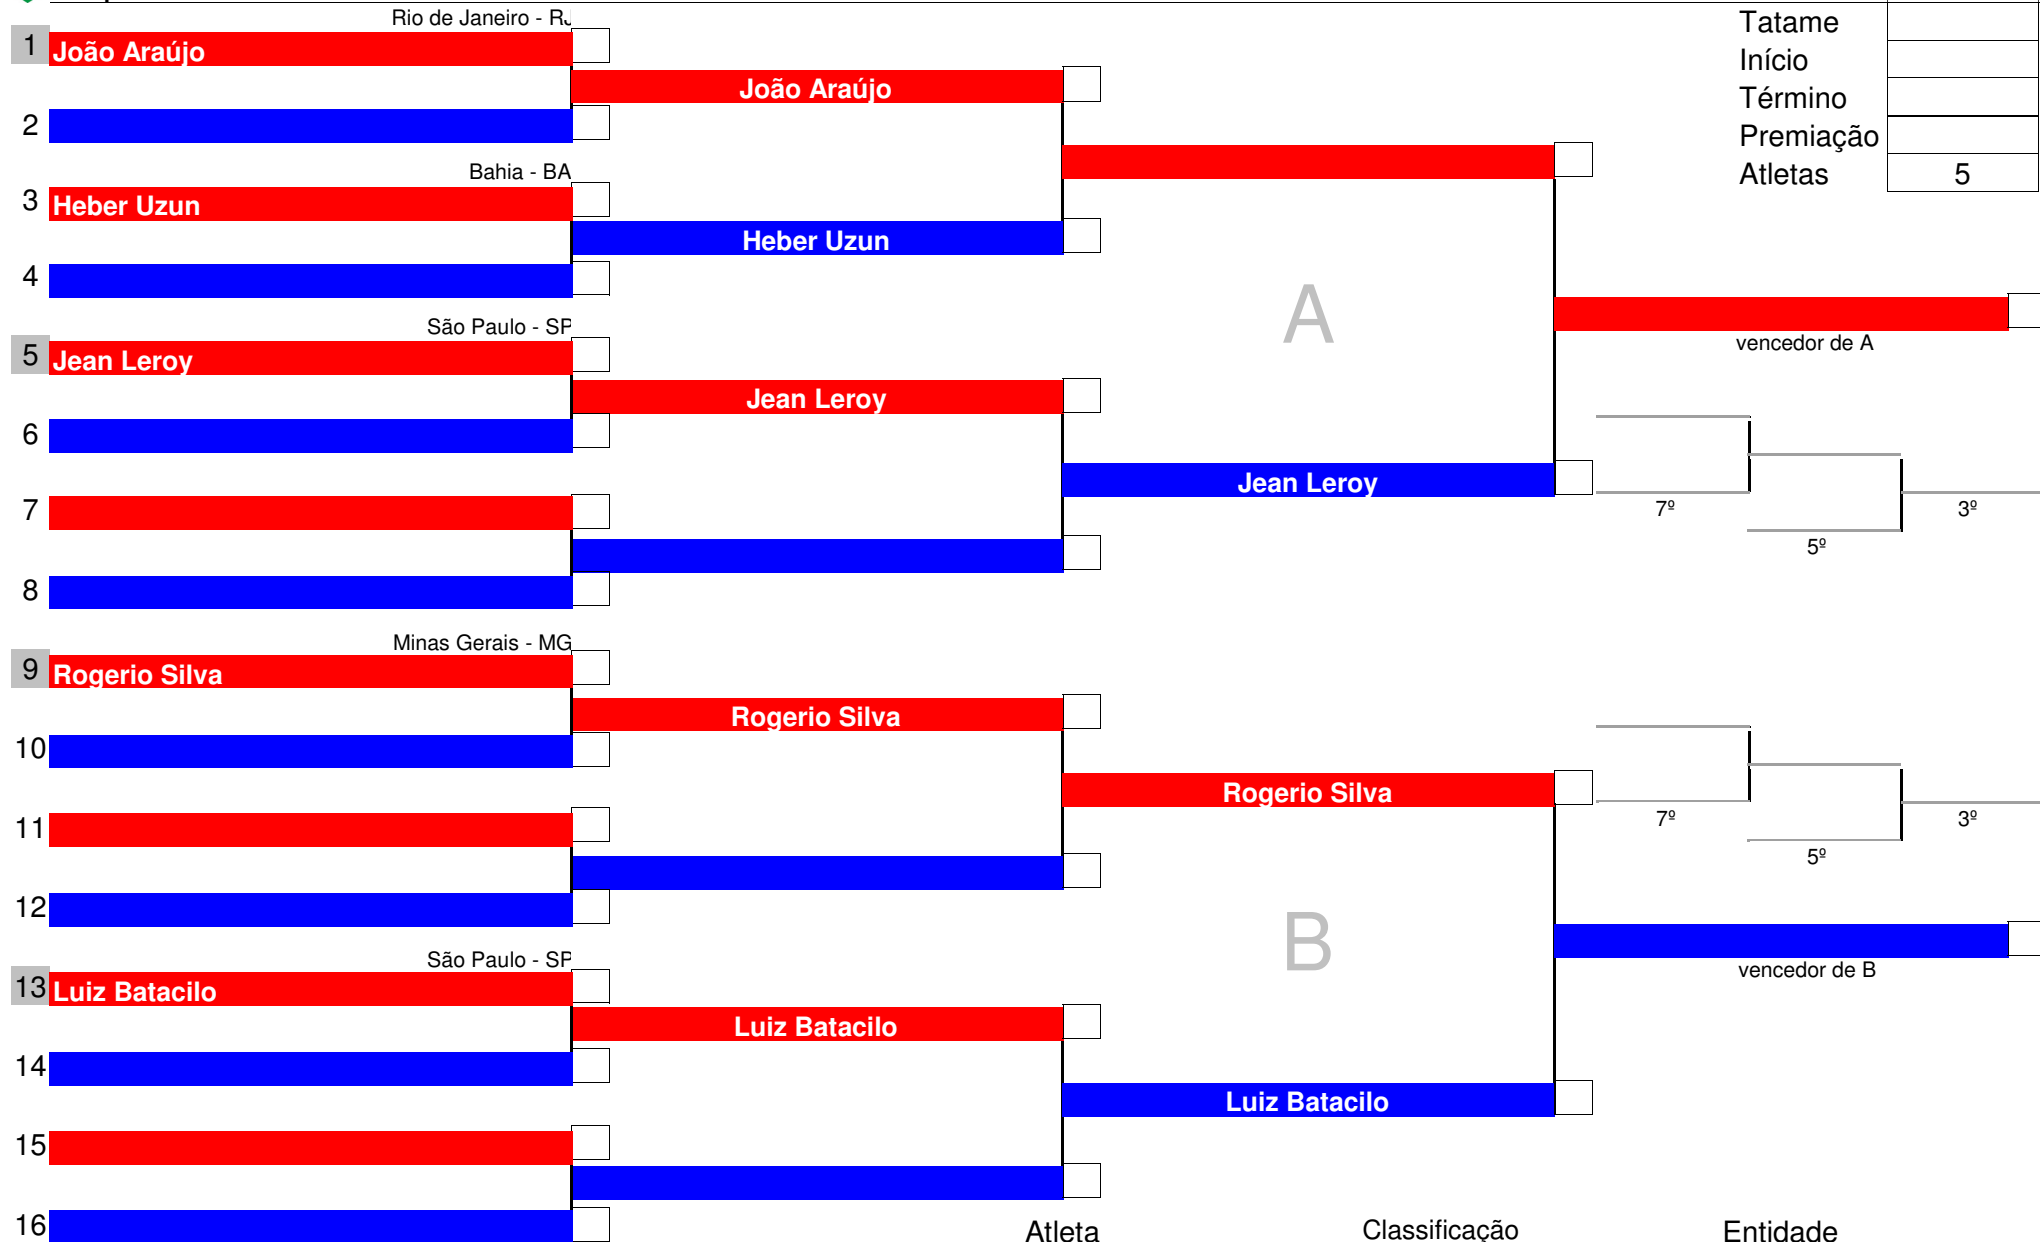 Rio de Janeiro - RJ
1 João Araújo
João Araújo
2
Bahia - BA
3 Heber Uzun
Heber Uzun
4
São Paulo - SP
5 Jean Leroy
Jean Leroy
6
Jean Leroy
7
8
Minas Gerais - MG
9 Rogerio Silva
Rogerio Silva
10
Rogerio Silva
11
12
São Paulo - SP
13 Luiz Batacilo
Luiz Batacilo
14
Luiz Batacilo
15
16
A
B
Tatame
Início
Término
Premiação
Atletas 5
vencedor de A
7º
5º
3º
7º
5º
3º
vencedor de B
Atleta Classificação Entidade